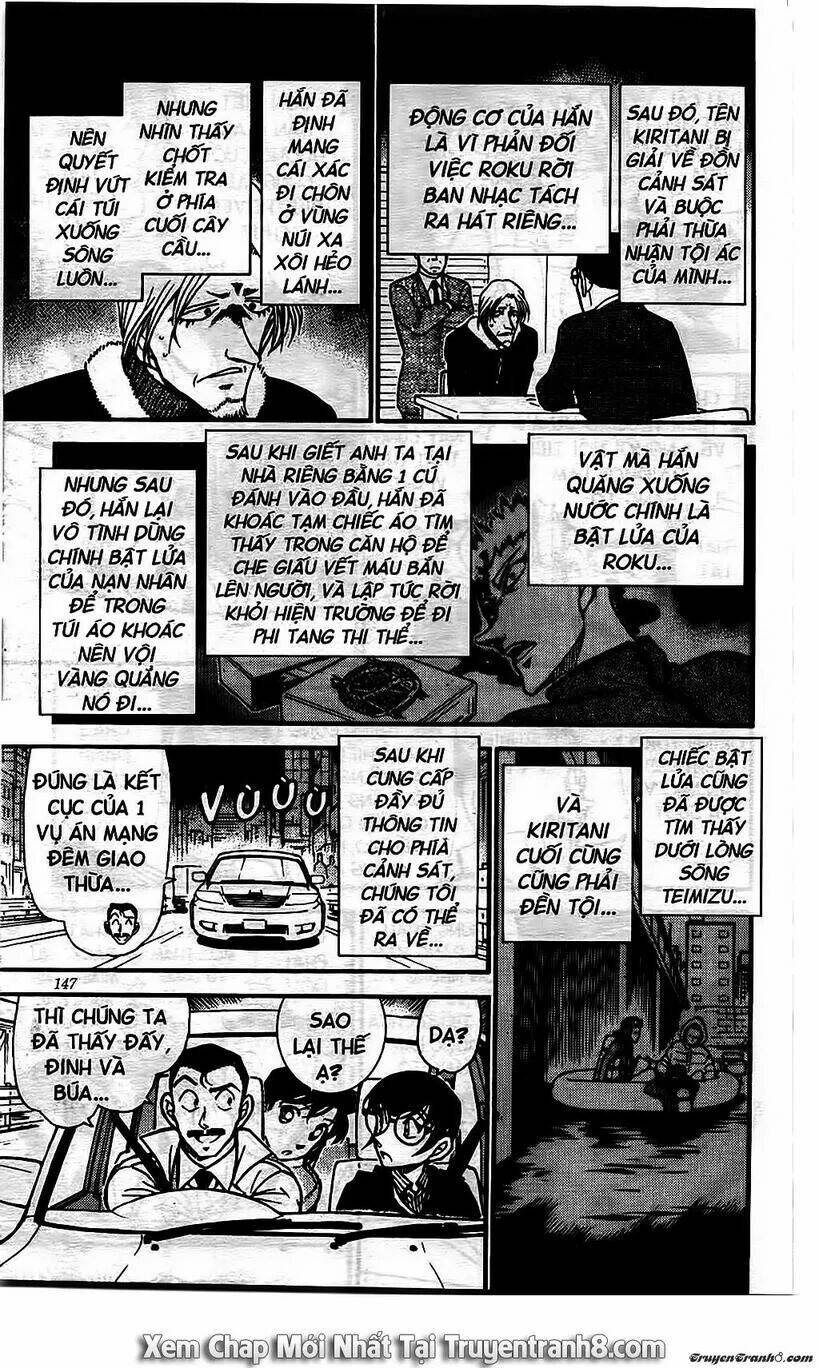 SAU ĐÓ, TÊN
KIRITANI BỊ
GIẢI VỀ ĐỒN
CẢNH SÁT
VÀ BUỘC
PHẢI THỪA
NHẬN TỘI ÁC
CỦA MÌNH...
ĐỘNG CƠ CỦA HẮN
LÀ VÌ PHẢN ĐỐI
VIỆC ROKU RỜI
BAN NHẠC TÁCH
RA HÁT RIÊNG...
HẮN ĐÃ
ĐỊNH
MANG
CÁI XÁC
ĐI CHÔN
Ở VÙNG
NÚI XA
XÔI HẺO
LÁNH...
NHƯNG
NHÌN THẤY
CHỐT
KIỂM TRA
Ở PHÍA
CUỐI CÂY
CẦU...
NÊN
QUYẾT
ĐỊNH VỨT
CÁI TÚI
XUỐNG
SÔNG
LUÔN...
VẬT MÀ HẮN
QUĂNG XUỐNG
NƯỚC CHÍNH LÀ
BẬT LỬA CỦA
ROKU...
SAU KHI GIẾT ANH TA TẠI
NHÀ RIÊNG BẰNG 1 CÚ
ĐÁNH VÀO ĐẦU, HẮN ĐÃ
KHOÁC TẠM CHIẾC ÁO TÌM
THẤY TRONG CĂN HỘ ĐỂ
CHE GIẤU VẾT MÁU BẮN
LÊN NGƯỜI, VÀ LẬP TỨC RỜI
KHỎI HIỆN TRƯỜNG ĐỂ ĐI
PHI TANG THI THỂ...
NHƯNG SAU
ĐÓ, HẮN LẠI
VÔ TÌNH DÙNG
CHÍNH BẬT LỬA
CỦA NẠN NHÂN
ĐỂ TRONG
TÚI ÁO KHOÁC
NÊN VỘI
VÀNG QUẲNG
NÓ ĐI...
CHIẾC BẬT
LỬA CŨNG
ĐÃ ĐƯỢC
TÌM THẤY
DƯỚI LÒNG
SÔNG
TEIMIZU...
VÀ
KIRITANI
CUỐI CÙNG
CŨNG PHẢI
ĐỀN TỘI...
SAU KHI
CUNG CẤP
ĐẦY ĐỦ
THÔNG TIN
CHO PHÍA
CẢNH SÁT,
CHÚNG TÔI
ĐÃ CÓ THỂ
RA VỀ...
VÙÙÙ
ĐÚNG LÀ KẾT
CỤC CỦA 1
VỤ ÁN MẠNG
ĐÊM GIAO
THỪA...
147
DẠ?
SAO
LẠI THẾ
Ạ?
THÌ CHÚNG TA
ĐÃ THẤY ĐẤY,
ĐINH VÀ
BÚA...
Xem Chap Mới Nhất Tại Truyentranh8.com
TruyenTranh8.com